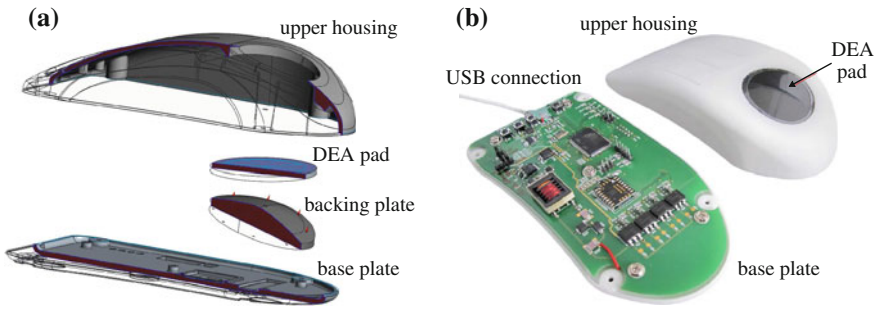 (a)
upper housing
DEA pad
backing plate
base plate
(b)
upper housing
USB connection
DEA
pad
base plate